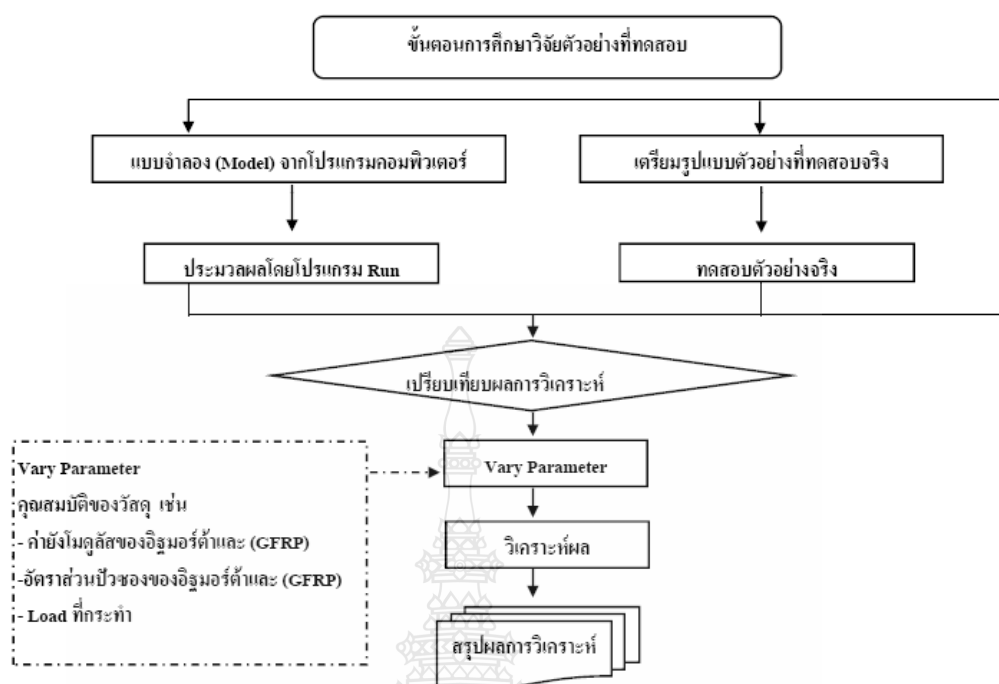 ขั้นตอนการศึกษาวิจัยตัวอย่างที่ทดสอบ
แบบจำลอง (Model) จากโปรแกรมคอมพิวเตอร์
เตรียมรูปแบบตัวอย่างที่ทดสอบจริง
ประมวลผลโดยโปรแกรม Run
ทดสอบตัวอย่างจริง
เปรียบเทียบผลการวิเคราะห์
Vary Parameter
คุณสมบัติของวัสดุ เช่น
- ค่ายังโมดูลัสของอิฐมอร์ต้าและ (GFRP)
-อัตราส่วนปัวซองของอิฐมอร์ต้าและ (GFRP)
- Load ที่กระทำ
Vary Parameter
วิเคราะห์ผล
สรุปผลการวิเคราะห์